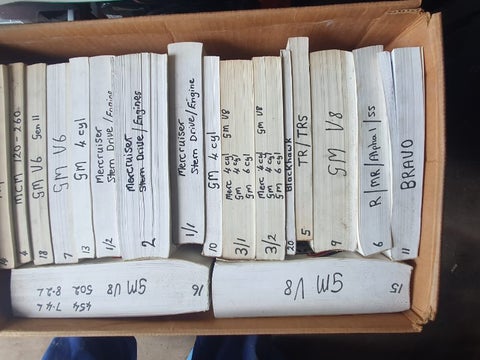 MCM 120 - 260
4
GM V6 Gen II
18
GM V6
7
GM 4 cyl
13
Mercruiser
Stern Drive/Engine
1/2
Mercruiser
Stern Drive/Engines
2
Mercruiser
Stern Drive/Engine
1/1
GM 4 cyl
10
GM V8
Merc 4 cyl
GM 4 cyl
GM 6 cyl
3/1
GM V8
Merc 4 cyl
GM 4 cyl
GM 6 cyl
3/2
Blackhawk
20
TR/TRS
5
GM V8
9
R/MR/Alpha 1/SS
6
BRAVO
11
16
GM V8
454 7.4L
502 8.2L
15
GM V8